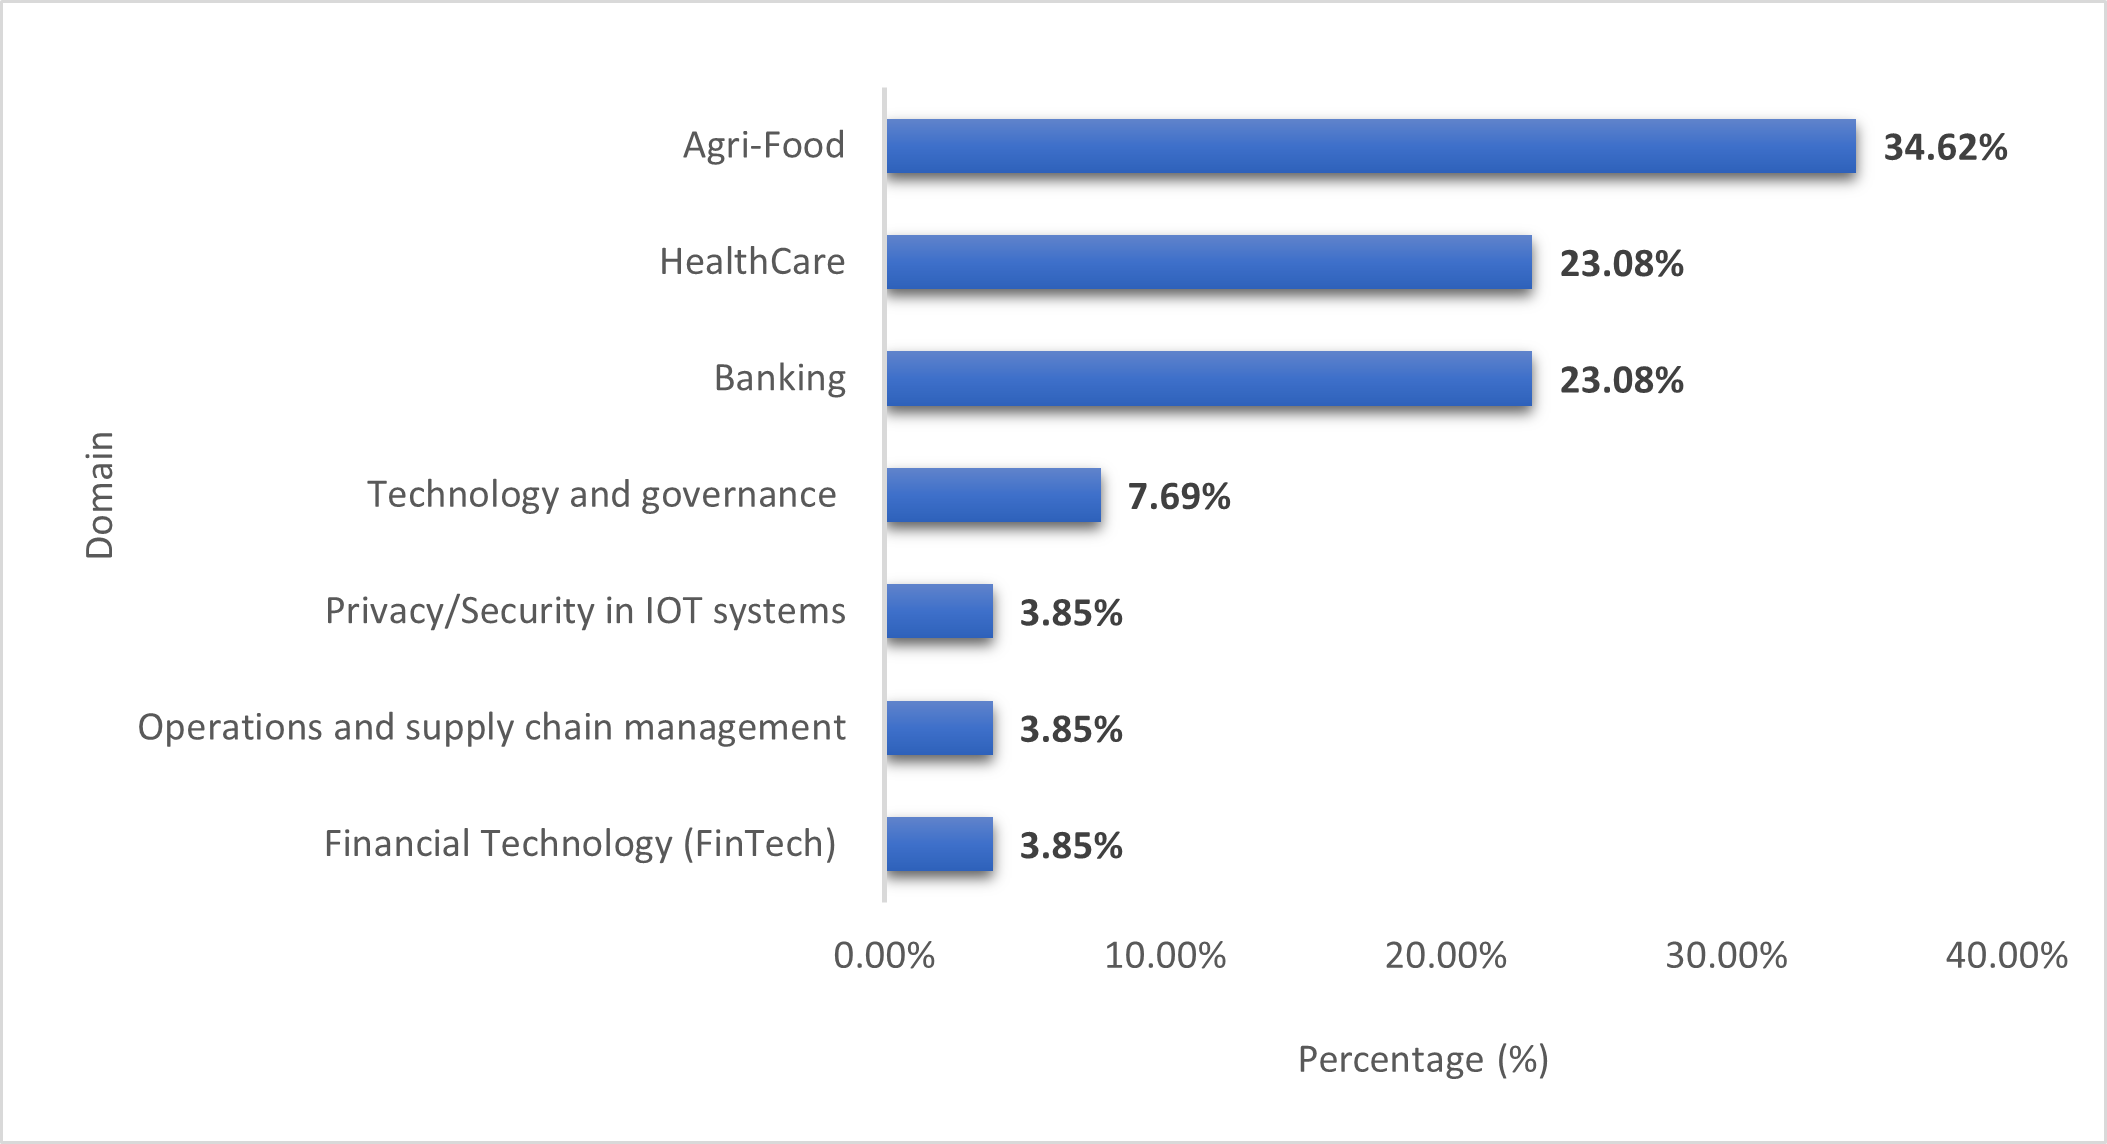 Agri-Food
34.62%
HealthCare
23.08%
Banking
23.08%
Technology and governance
7.69%
Privacy/Security in IOT systems
3.85%
Operations and supply chain management
3.85%
Financial Technology (FinTech)
3.85%
Domain
0.00%
10.00%
20.00%
30.00%
40.00%
Percentage (%)